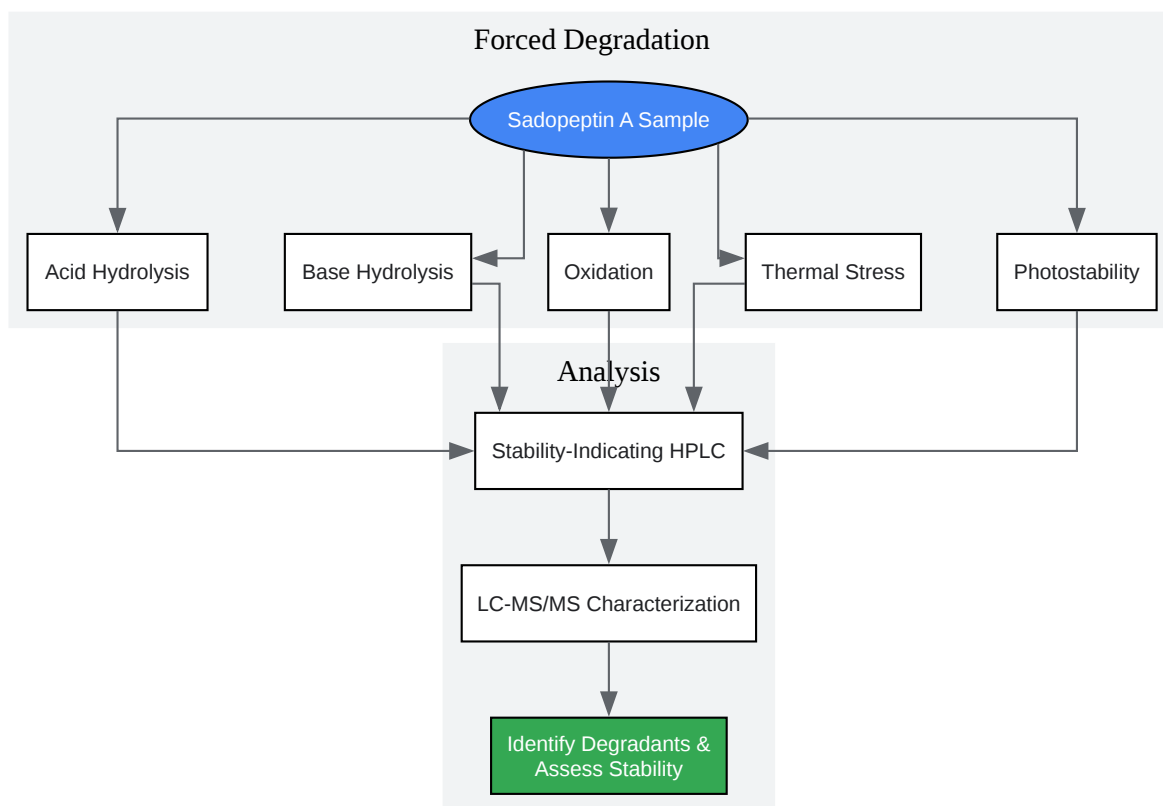 Forced Degradation
Sadopeptin A Sample
Acid Hydrolysis
Base Hydrolysis
Oxidation
Thermal Stress
Photostability
Analysis
Stability-Indicating HPLC
LC-MS/MS Characterization
Identify Degradants &
Assess Stability